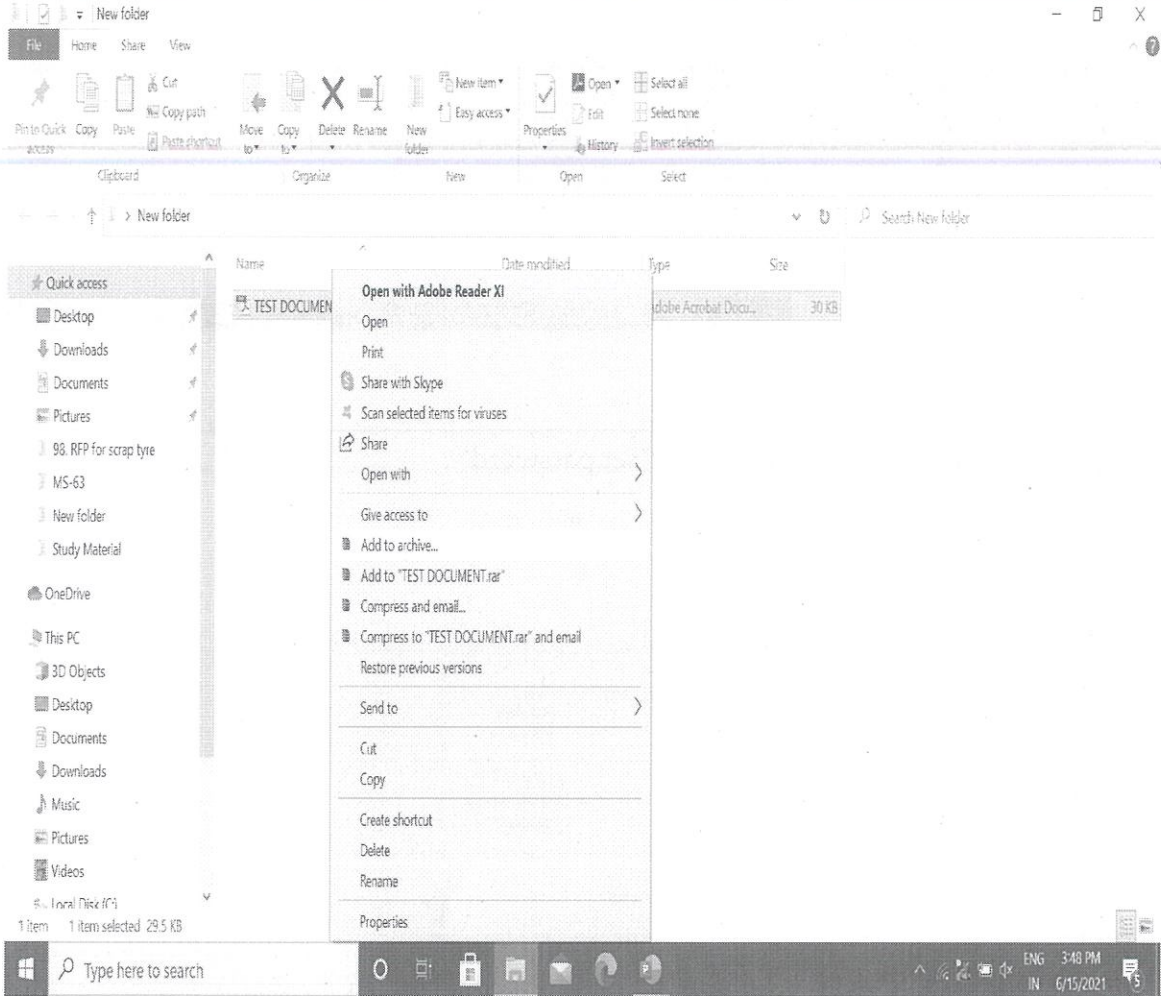 New folder
File Home Share View
Pin to Quick access
Copy
Paste
Cut
Copy path
Paste shortcut
Move to
Copy to
Delete
Rename
New folder
New item
Easy access
Properties
Open
Edit
History
Select all
Select none
Invert selection
Clipboard Organize New Open Select
> New folder
Search New folder
Name Date modified Type Size
TEST DOCUMEN
Adobe Acrobat Docu... 30 KB
Quick access
Desktop
Downloads
Documents
Pictures
98. RFP for scrap tyre
MS-63
New folder
Study Material
OneDrive
This PC
3D Objects
Desktop
Documents
Downloads
Music
Pictures
Videos
Local Disk (C:)
Open with Adobe Reader XI
Open
Print
Share with Skype
Scan selected items for viruses
Share
Open with
Give access to
Add to archive...
Add to "TEST DOCUMENT.rar"
Compress and email...
Compress to "TEST DOCUMENT.rar" and email
Restore previous versions
Send to
Cut
Copy
Create shortcut
Delete
Rename
Properties
1 item 1 item selected 29.5 KB
Type here to search
ENG 3:48 PM
IN 6/15/2021
5